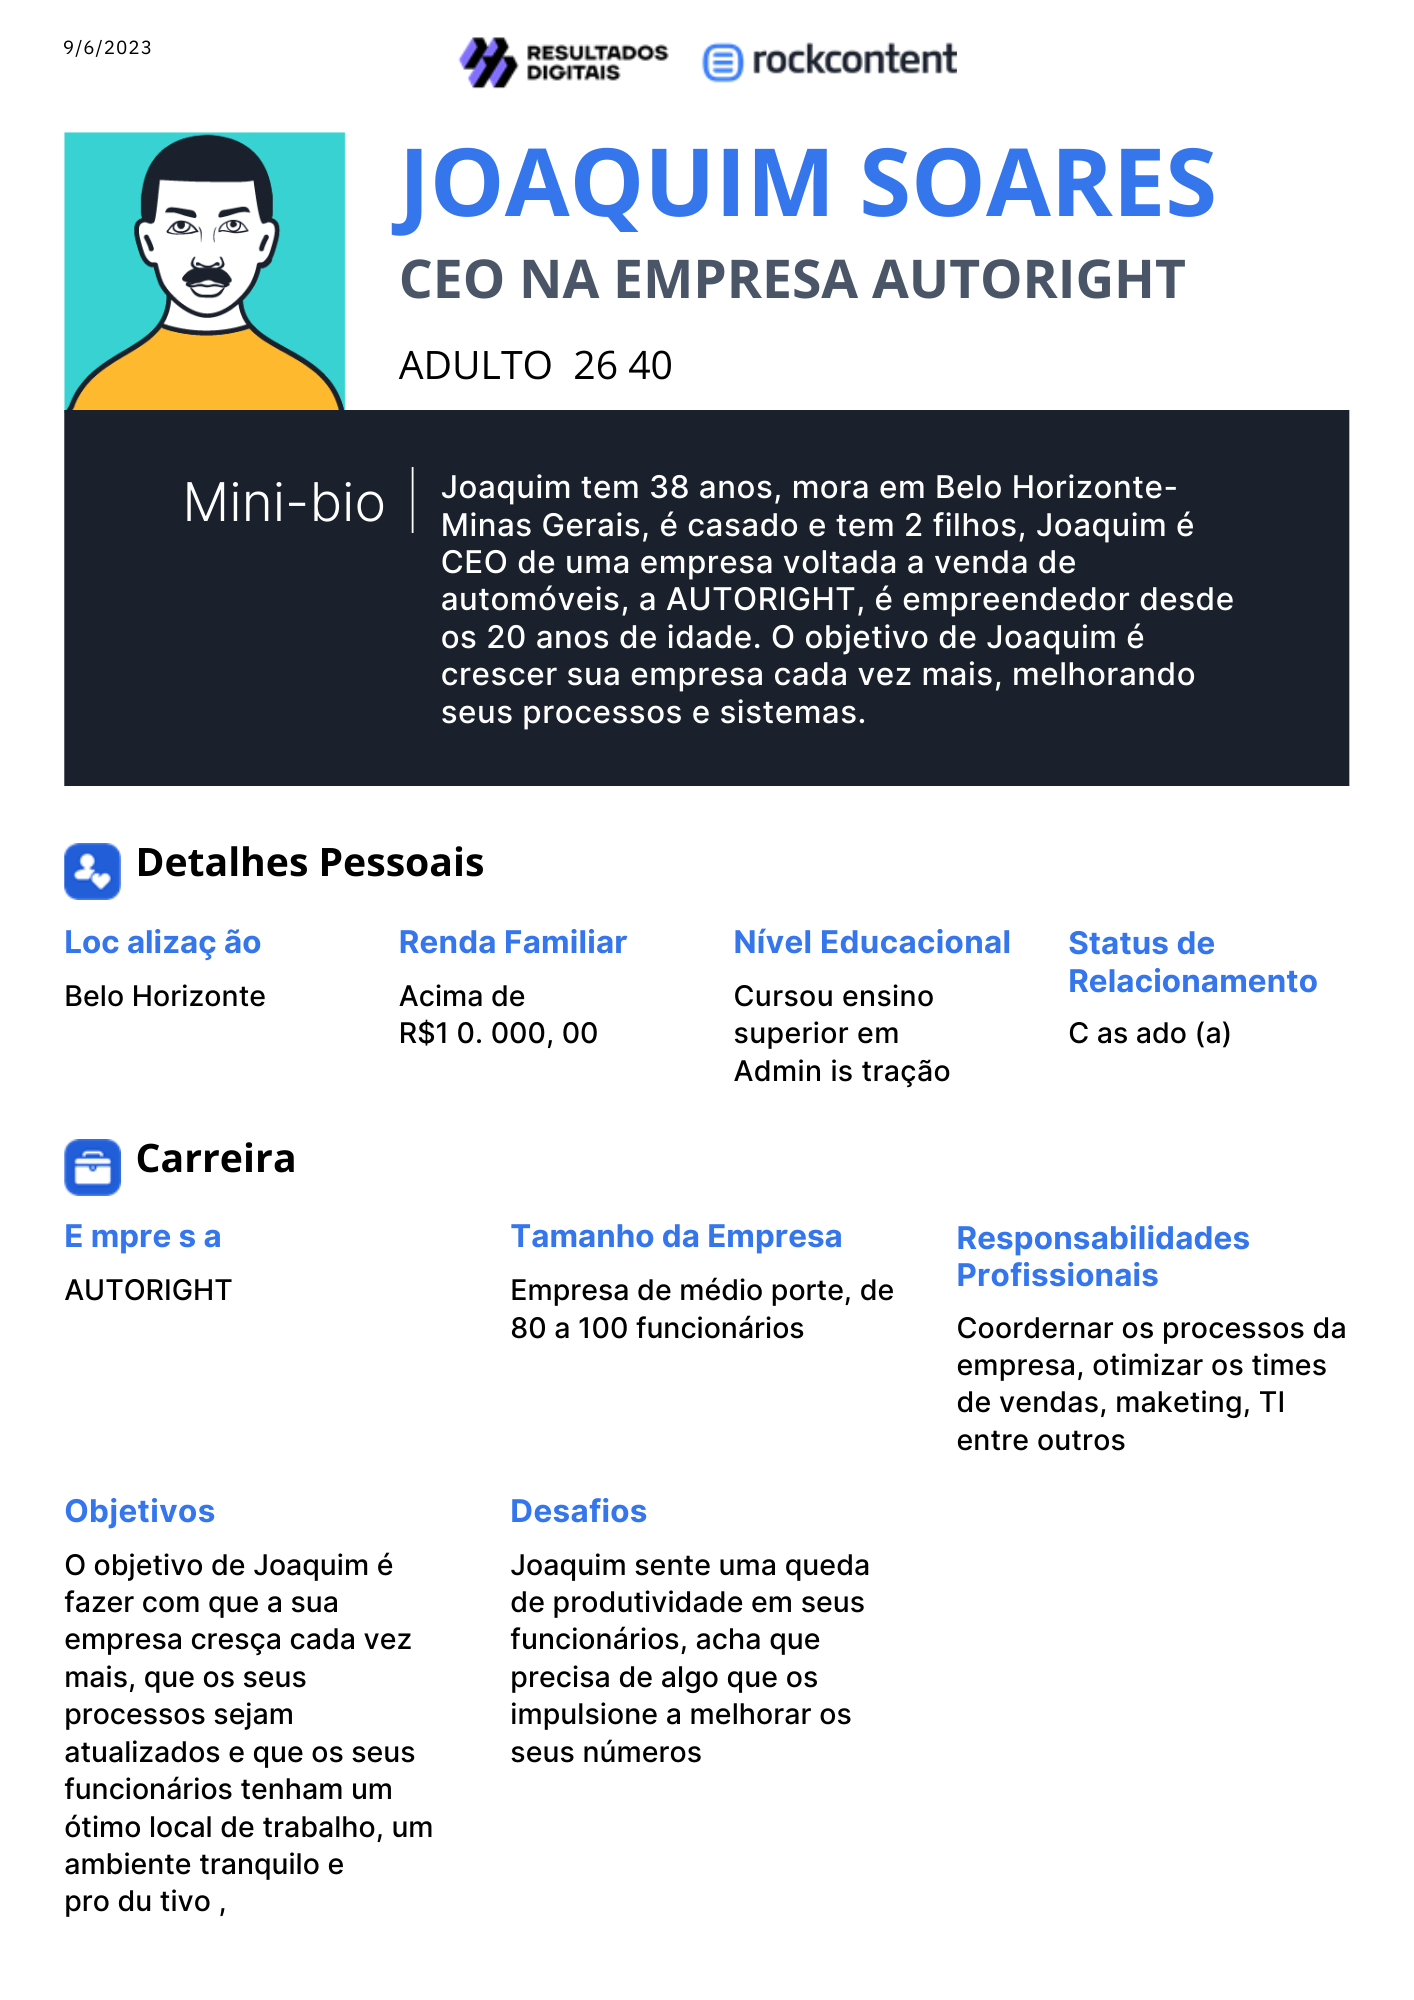 9/6/2023
RESULTADOS
DIGITAIS
rockcontent
JOAQUIM SOARES
CEO NA EMPRESA AUTORIGHT
ADULTO 26 40
Mini-bio
Joaquim tem 38 anos, mora em Belo Horizonte-
Minas Gerais, é casado e tem 2 filhos, Joaquim é
CEO de uma empresa voltada a venda de
automóveis, a AUTORIGHT, é empreendedor desde
os 20 anos de idade. O objetivo de Joaquim é
crescer sua empresa cada vez mais, melhorando
seus processos e sistemas.
Detalhes Pessoais
Loc alizaç ão
Belo Horizonte
Renda Familiar
Acima de
R$1 0. 000, 00
Nível Educacional
Cursou ensino
superior em
Admin is tração
Status de
Relacionamento
C as ado (a)
Carreira
E mpre s a
AUTORIGHT
Tamanho da Empresa
Empresa de médio porte, de
80 a 100 funcionários
Responsabilidades
Profissionais
Coordernar os processos da
empresa, otimizar os times
de vendas, maketing, TI
entre outros
Objetivos
O objetivo de Joaquim é
fazer com que a sua
empresa cresça cada vez
mais, que os seus
processos sejam
atualizados e que os seus
funcionários tenham um
ótimo local de trabalho, um
ambiente tranquilo e
pro du tivo ,
Desafios
Joaquim sente uma queda
de produtividade em seus
funcionários, acha que
precisa de algo que os
impulsione a melhorar os
seus números